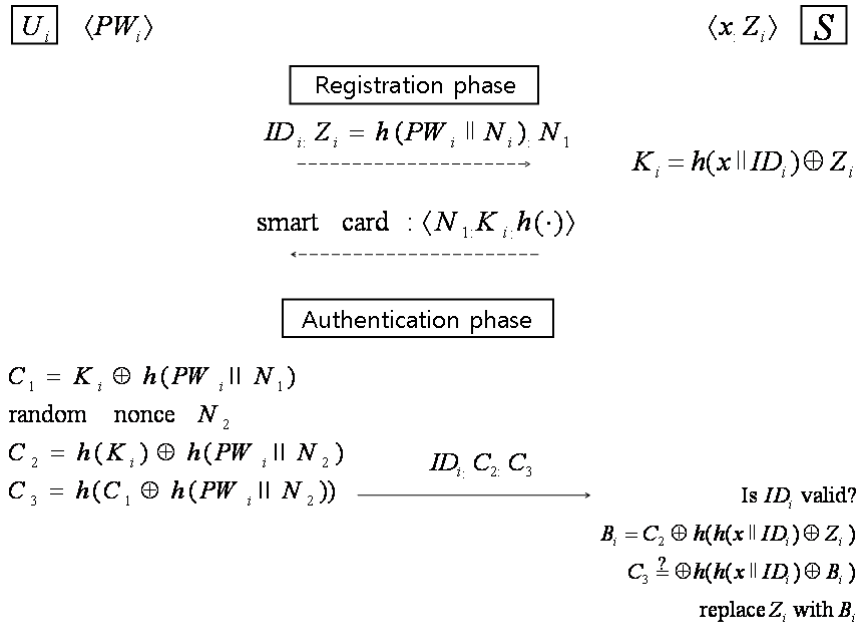 U_i ⟨PW_i⟩ ⟨x, Z_i⟩ S
Registration phase
ID_i, Z_i = h(PW_i ∥ N_i), N_1
K_i = h(x ∥ ID_i) ⊕ Z_i
smart card : ⟨N_1, K_i, h(·)⟩
Authentication phase
C_1 = K_i ⊕ h(PW_i ∥ N_1)
random nonce N_2
C_2 = h(K_i) ⊕ h(PW_i ∥ N_2)
C_3 = h(C_1 ⊕ h(PW_i ∥ N_2))
ID_i, C_2, C_3
Is ID_i valid?
B_i = C_2 ⊕ h(h(x ∥ ID_i) ⊕ Z_i)
C_3 ≟ ⊕h(h(x ∥ ID_i) ⊕ B_i)
replace Z_i with B_i